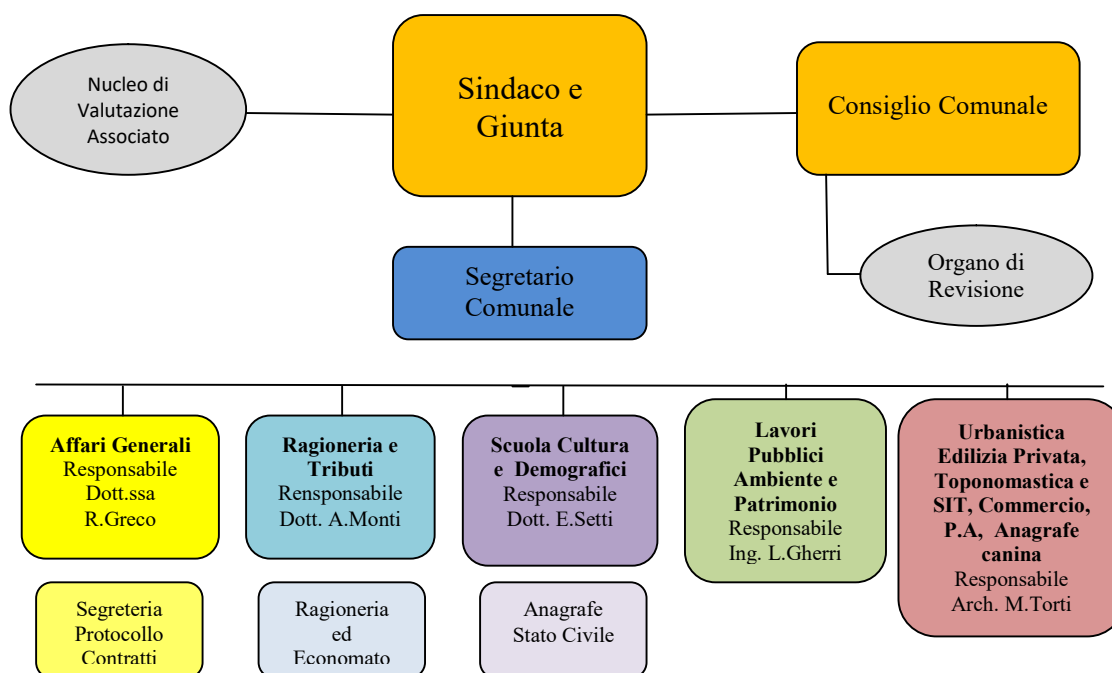 Nucleo di
Valutazione
Associato
Sindaco e
Giunta
Consiglio Comunale
Segretario
Comunale
Organo di
Revisione
Affari Generali
Responsabile
Dott.ssa
R.Greco
Ragioneria e
Tributi
Rensponsabile
Dott. A.Monti
Scuola Cultura
e Demografici
Responsabile
Dott. E.Setti
Lavori
Pubblici
Ambiente e
Patrimonio
Responsabile
Ing. L.Gherri
Urbanistica
Edilizia Privata,
Toponomastica e
SIT, Commercio,
P.A, Anagrafe
canina
Responsabile
Arch. M.Torti
Segreteria
Protocollo
Contratti
Ragioneria
ed
Economato
Anagrafe
Stato Civile